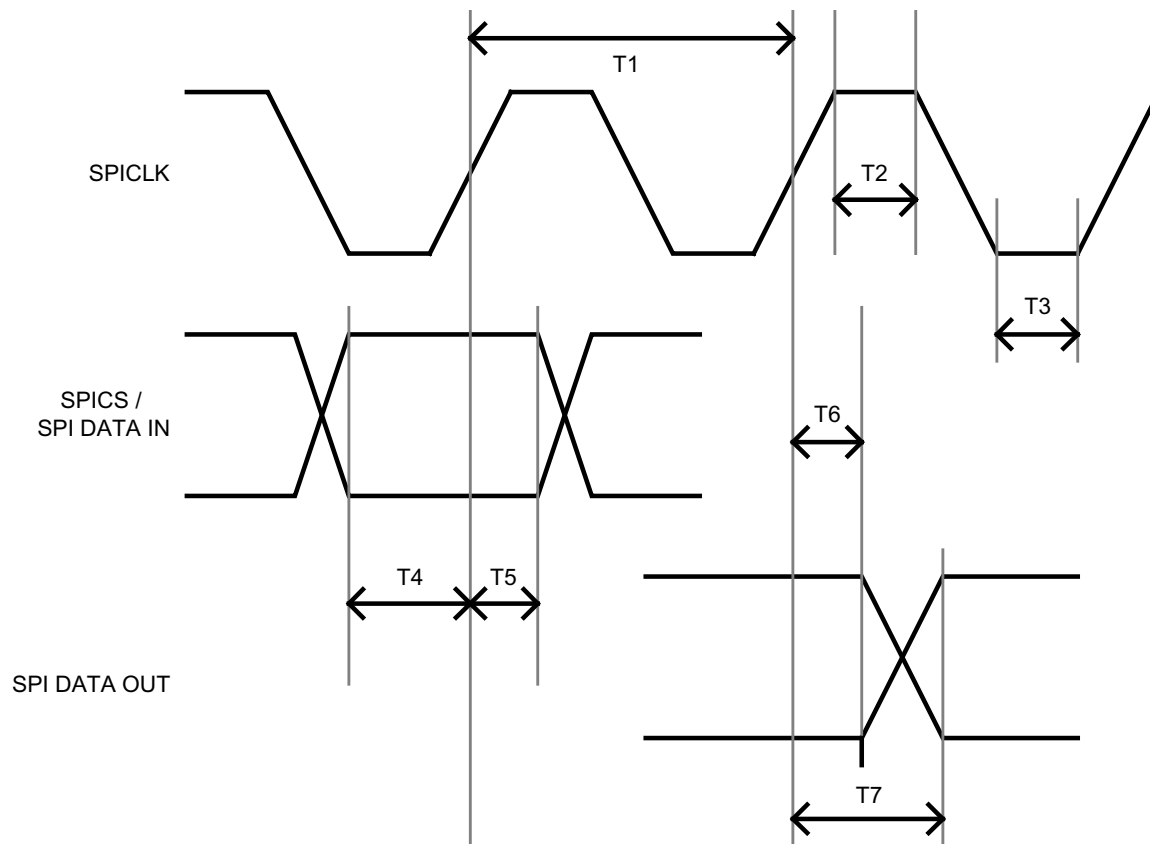 T1
SPICLK
T2
T3
SPICS /
SPI DATA IN
T6
T4
T5
SPI DATA OUT
T7